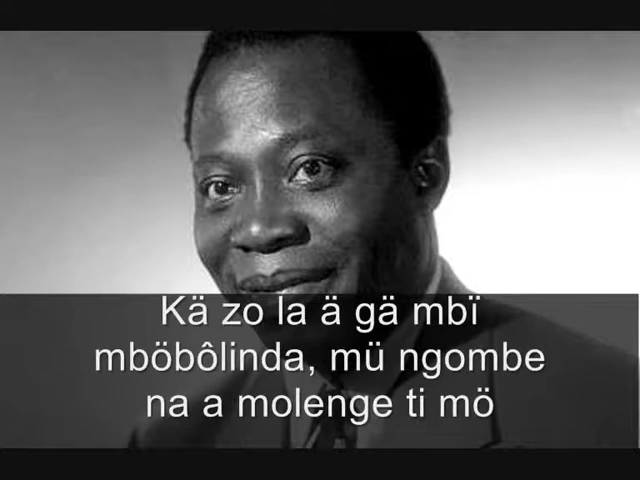 Kä zo la ä gä mbï
mböbôlinda, mü ngombe
na a molenge ti mö